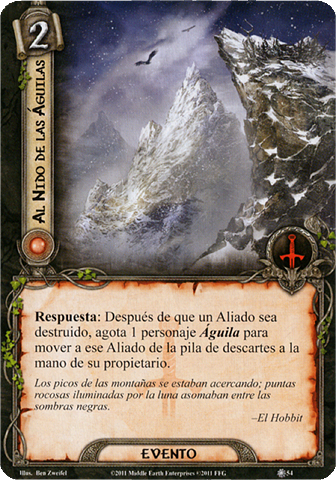 2
AL NIDO DE LAS ÁGUILAS
Respuesta: Después de que un Aliado sea
destruido, agota 1 personaje Águila para
mover a ese Aliado de la pila de descartes a la
mano de su propietario.
Los picos de las montañas se estaban acercando; puntas
rocosas iluminadas por la luna asomaban entre las
sombras negras.
–El Hobbit
EVENTO
Illus. Ben Zweifel
©2011 Middle Earth Enterprises ©2011 FFG
54